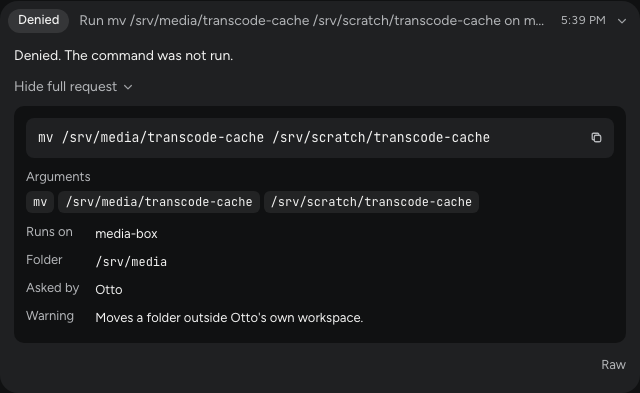 Denied Run mv /srv/media/transcode-cache /srv/scratch/transcode-cache on m... 5:39 PM
Denied. The command was not run.
Hide full request
mv /srv/media/transcode-cache /srv/scratch/transcode-cache
Arguments
mv /srv/media/transcode-cache /srv/scratch/transcode-cache
Runs on media-box
Folder /srv/media
Asked by Otto
Warning Moves a folder outside Otto's own workspace.
Raw